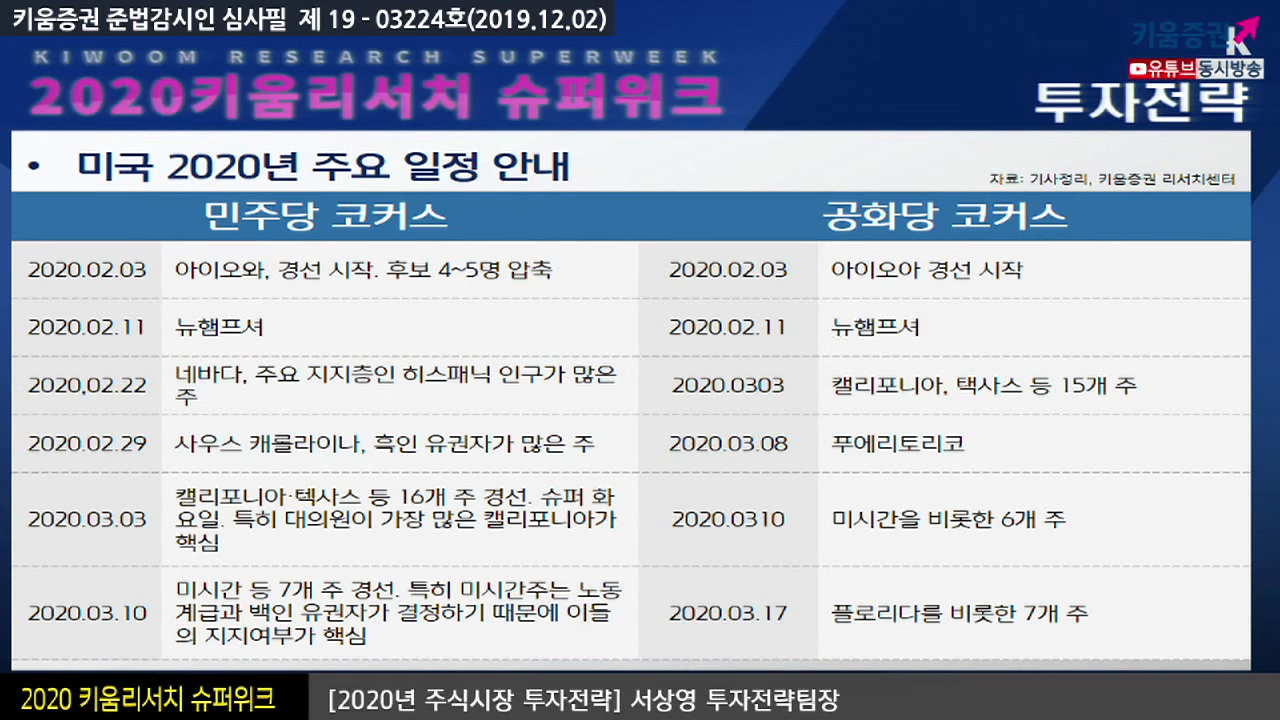 키움증권 준법감시인 심사필 제 19 - 03224호(2019.12.02)
키움증권
KIWOOM RESEARCH SUPERWEEK
유튜브 동시방송
2020키움리서치 슈퍼위크
투자전략
• 미국 2020년 주요 일정 안내
자료: 기사정리, 키움증권 리서치센터
민주당 코커스 공화당 코커스
2020.02.03 아이오와, 경선 시작. 후보 4~5명 압축 2020.02.03 아이오아 경선 시작
2020.02.11 뉴햄프셔 2020.02.11 뉴햄프셔
2020,02.22 네바다, 주요 지지층인 히스패닉 인구가 많은
주
2020.0303 캘리포니아, 택사스 등 15개 주
2020.02.29 사우스 캐롤라이나, 흑인 유권자가 많은 주 2020.03.08 푸에리토리코
2020.03.03 캘리포니아·텍사스 등 16개 주 경선. 슈퍼 화
요일. 특히 대의원이 가장 많은 캘리포니아가
핵심
2020.0310 미시간을 비롯한 6개 주
2020.03.10 미시간 등 7개 주 경선. 특히 미시간주는 노동
계급과 백인 유권자가 결정하기 때문에 이들
의 지지여부가 핵심
2020.03.17 플로리다를 비롯한 7개 주
2020 키움리서치 슈퍼위크 [2020년 주식시장 투자전략] 서상영 투자전략팀장